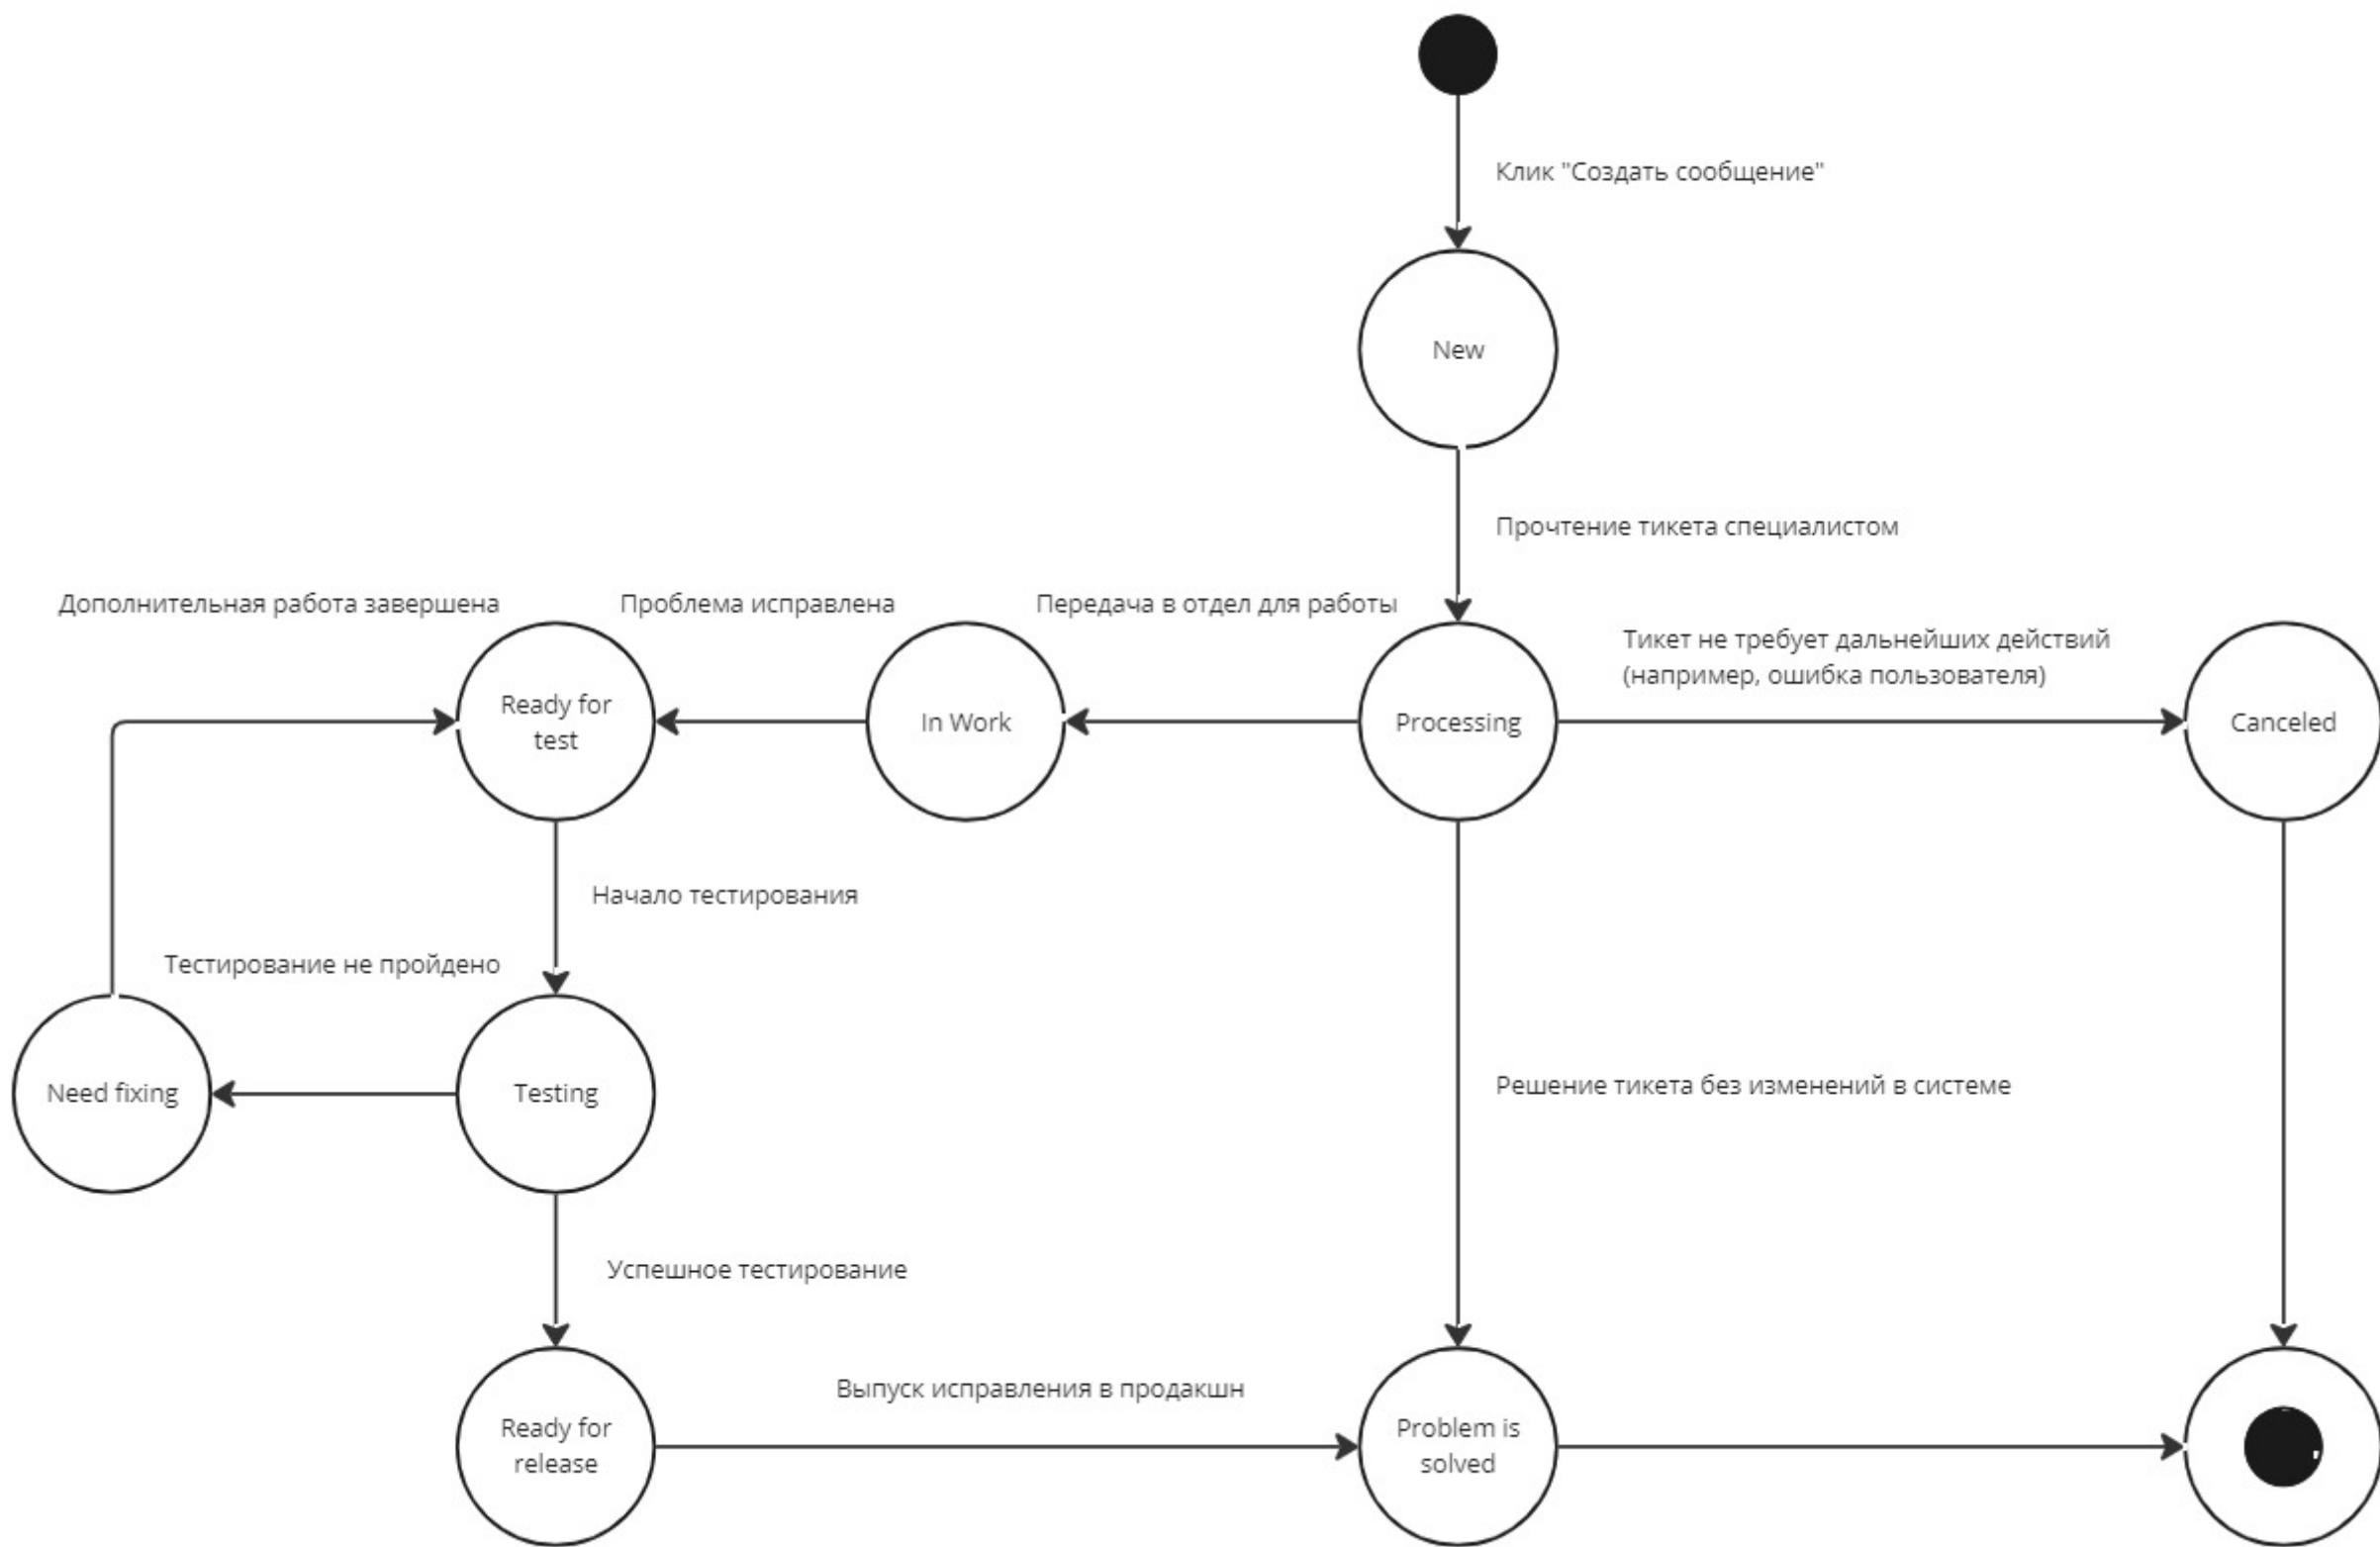 Клик "Создать сообщение"
New
Прочтение тикета специалистом
Дополнительная работа завершена
Проблема исправлена
Передача в отдел для работы
Тикет не требует дальнейших действий
(например, ошибка пользователя)
Ready for
test
In Work
Processing
Canceled
Начало тестирования
Тестирование не пройдено
Need fixing
Testing
Решение тикета без изменений в системе
Успешное тестирование
Выпуск исправления в продакшн
Ready for
release
Problem is
solved